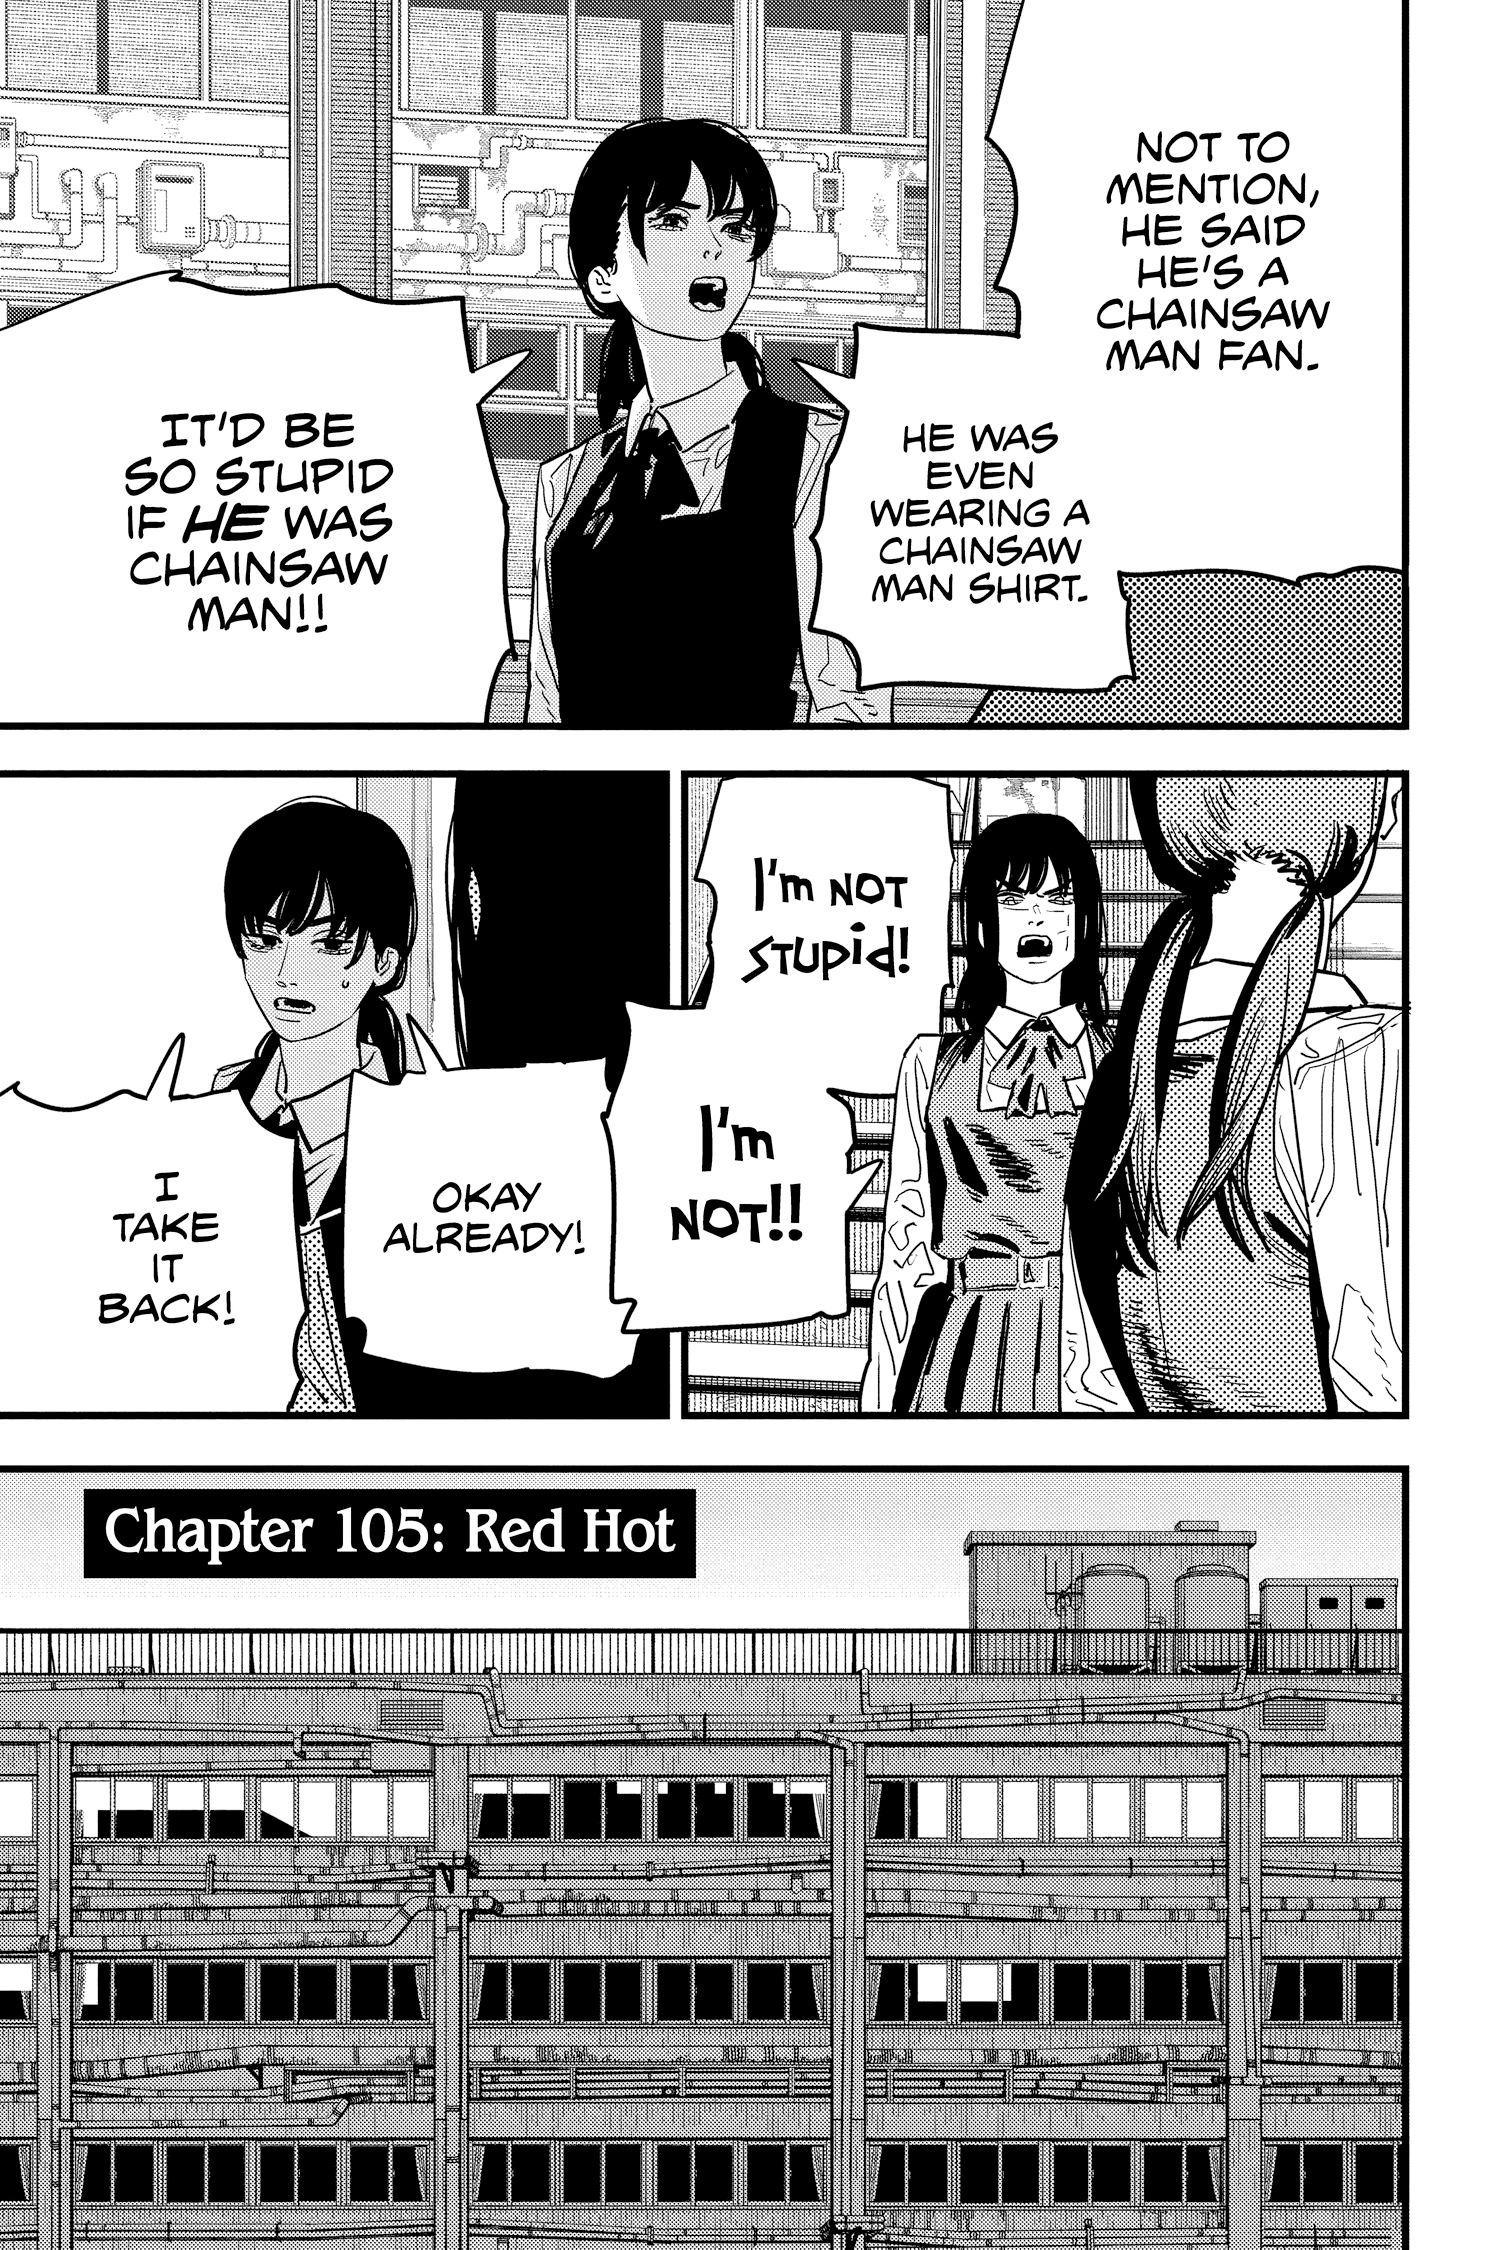 NOT TO
MENTION,
HE SAID
HE'S A
CHAINSAW
MAN FAN.
HE WAS
EVEN
WEARING A
CHAINSAW
MAN SHIRT.
IT'D BE
SO STUPID
IF HE WAS
CHAINSAW
MAN!!
I'm NOT
STUPid!
I'm
NOT!!
OKAY
ALREADY!
I
TAKE
IT
BACK!
Chapter 105: Red Hot